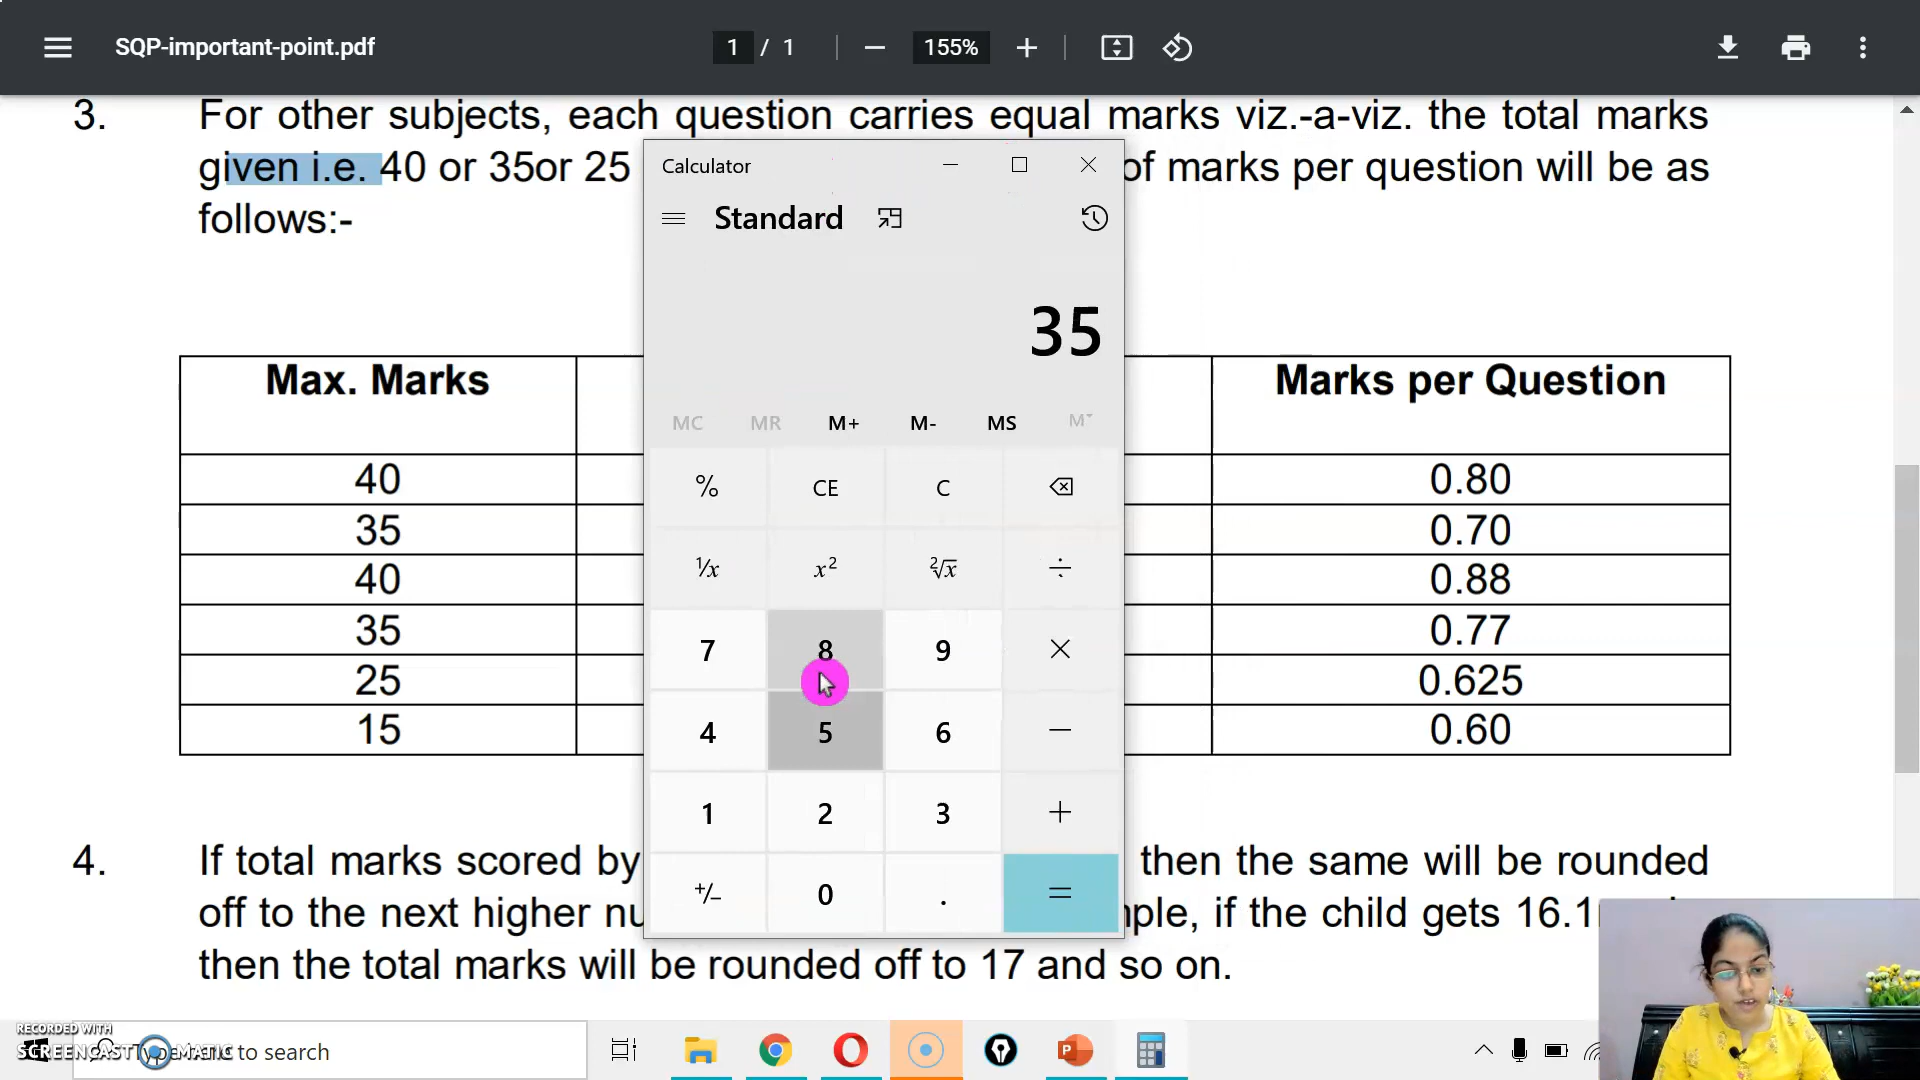 SQP-important-point.pdf
1 / 1
155%
3. For other subjects, each question carries equal marks viz.-a-viz. the total marks
given i.e. 40 or 35or 25
of marks per question will be as
follows:-
Calculator
Standard
35
MC MR M+ M- MS M
% CE C
1/x x² ²√x ÷
7 8 9 ×
4 5 6 −
1 2 3 +
+/− 0 . =
Max. Marks Marks per Question
40 0.80
35 0.70
40 0.88
35 0.77
25 0.625
15 0.60
4. If total marks scored by
then the same will be rounded
off to the next higher
if the child gets 16.1
then the total marks will be rounded off to 17 and so on.
RECORDED WITH
SCREENCAST MATIC
to search